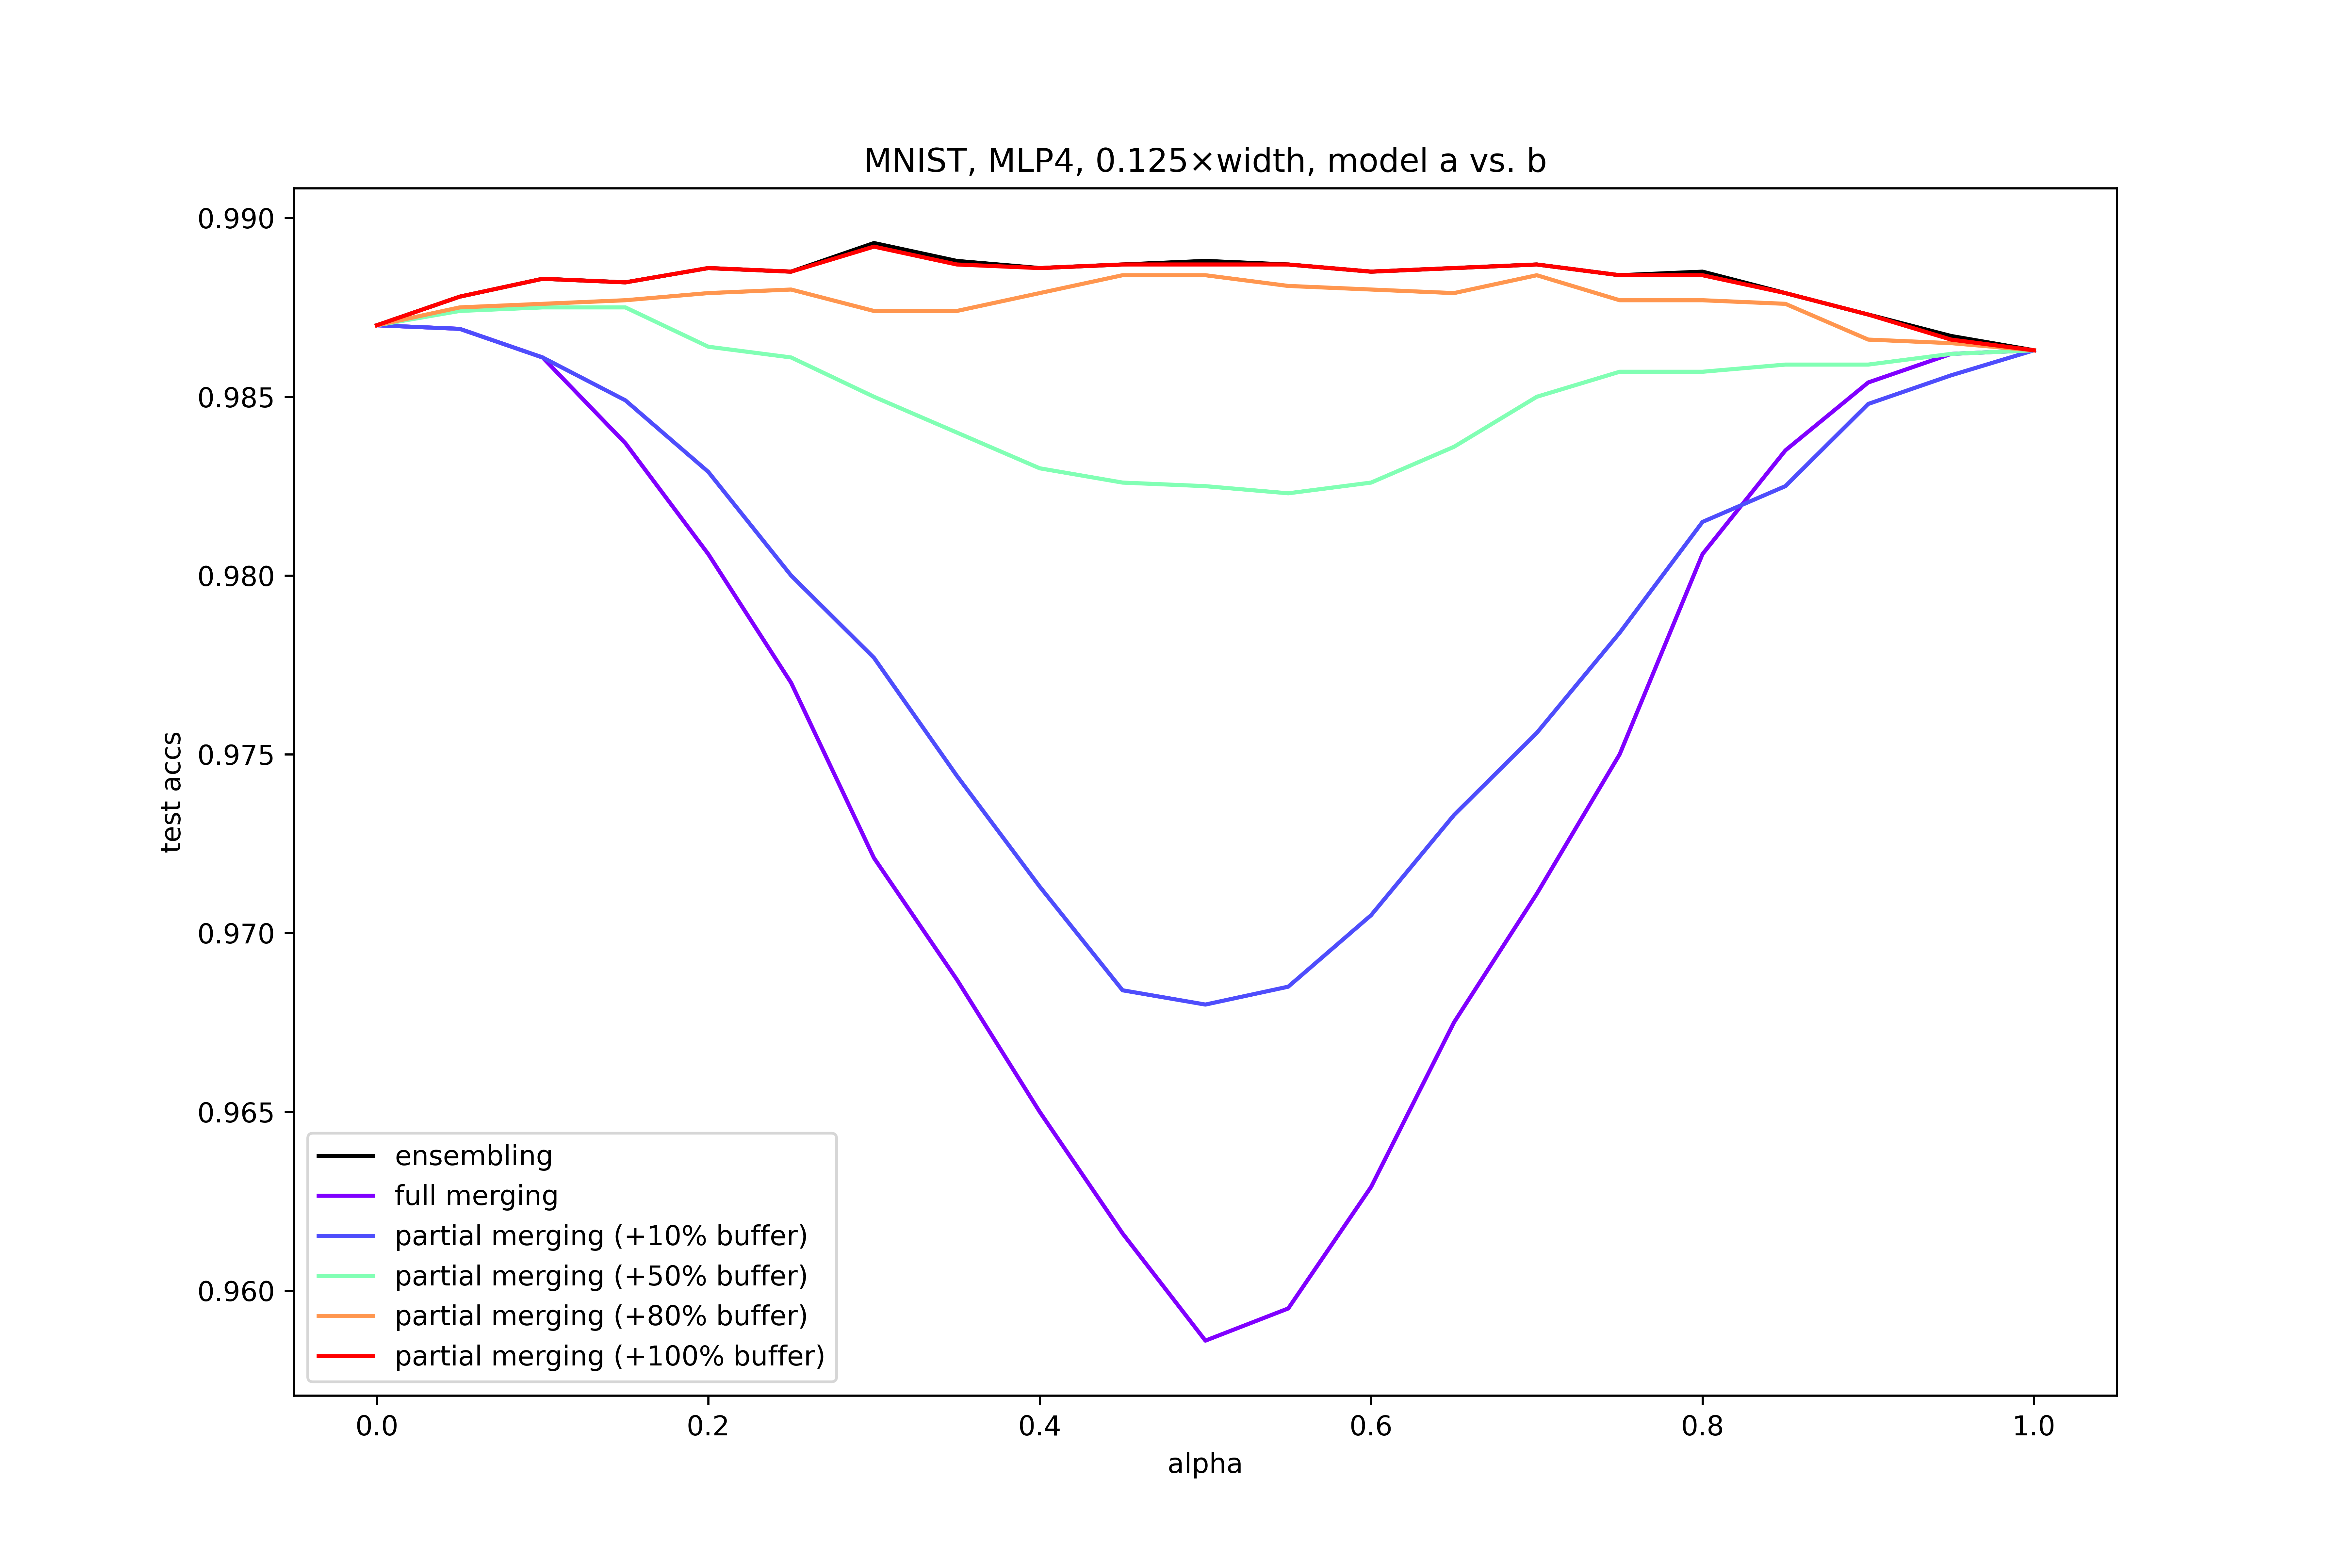 MNIST, MLP4, 0.125×width, model a vs. b
0.990
0.985
0.980
0.975
0.970
0.965
0.960
test accs
ensembling
full merging
partial merging (+10% buffer)
partial merging (+50% buffer)
partial merging (+80% buffer)
partial merging (+100% buffer)
0.0 0.2 0.4 0.6 0.8 1.0
alpha